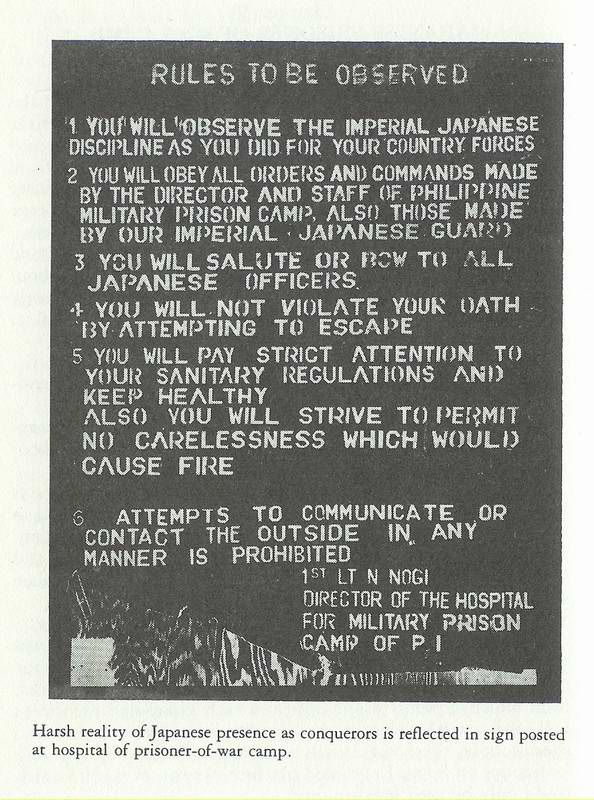 RULES TO BE OBSERVED
1 YOU WILL OBSERVE THE IMPERIAL JAPANESE
DISCIPLINE AS YOU DID FOR YOUR COUNTRY FORCES
2 YOU WILL OBEY ALL ORDERS AND COMMANDS MADE
BY THE DIRECTOR AND STAFF OF PHILIPPINE
MILITARY PRISON CAMP, ALSO THOSE MADE
BY OUR IMPERIAL JAPANESE GUARD
3 YOU WILL SALUTE OR BOW TO ALL
JAPANESE OFFICERS
4 YOU WILL NOT VIOLATE YOUR OATH
BY ATTEMPTING TO ESCAPE
5 YOU WILL PAY STRICT ATTENTION TO
YOUR SANITARY REGULATIONS AND
KEEP HEALTHY
ALSO YOU WILL STRIVE TO PERMIT
NO CARELESSNESS WHICH WOULD
CAUSE FIRE
6 ATTEMPTS TO COMMUNICATE OR
CONTACT THE OUTSIDE IN ANY
MANNER IS PROHIBITED
1ST LT N NOGI
DIRECTOR OF THE HOSPITAL
FOR MILITARY PRISON
CAMP OF P I
Harsh reality of Japanese presence as conquerors is reflected in sign posted
at hospital of prisoner-of-war camp.